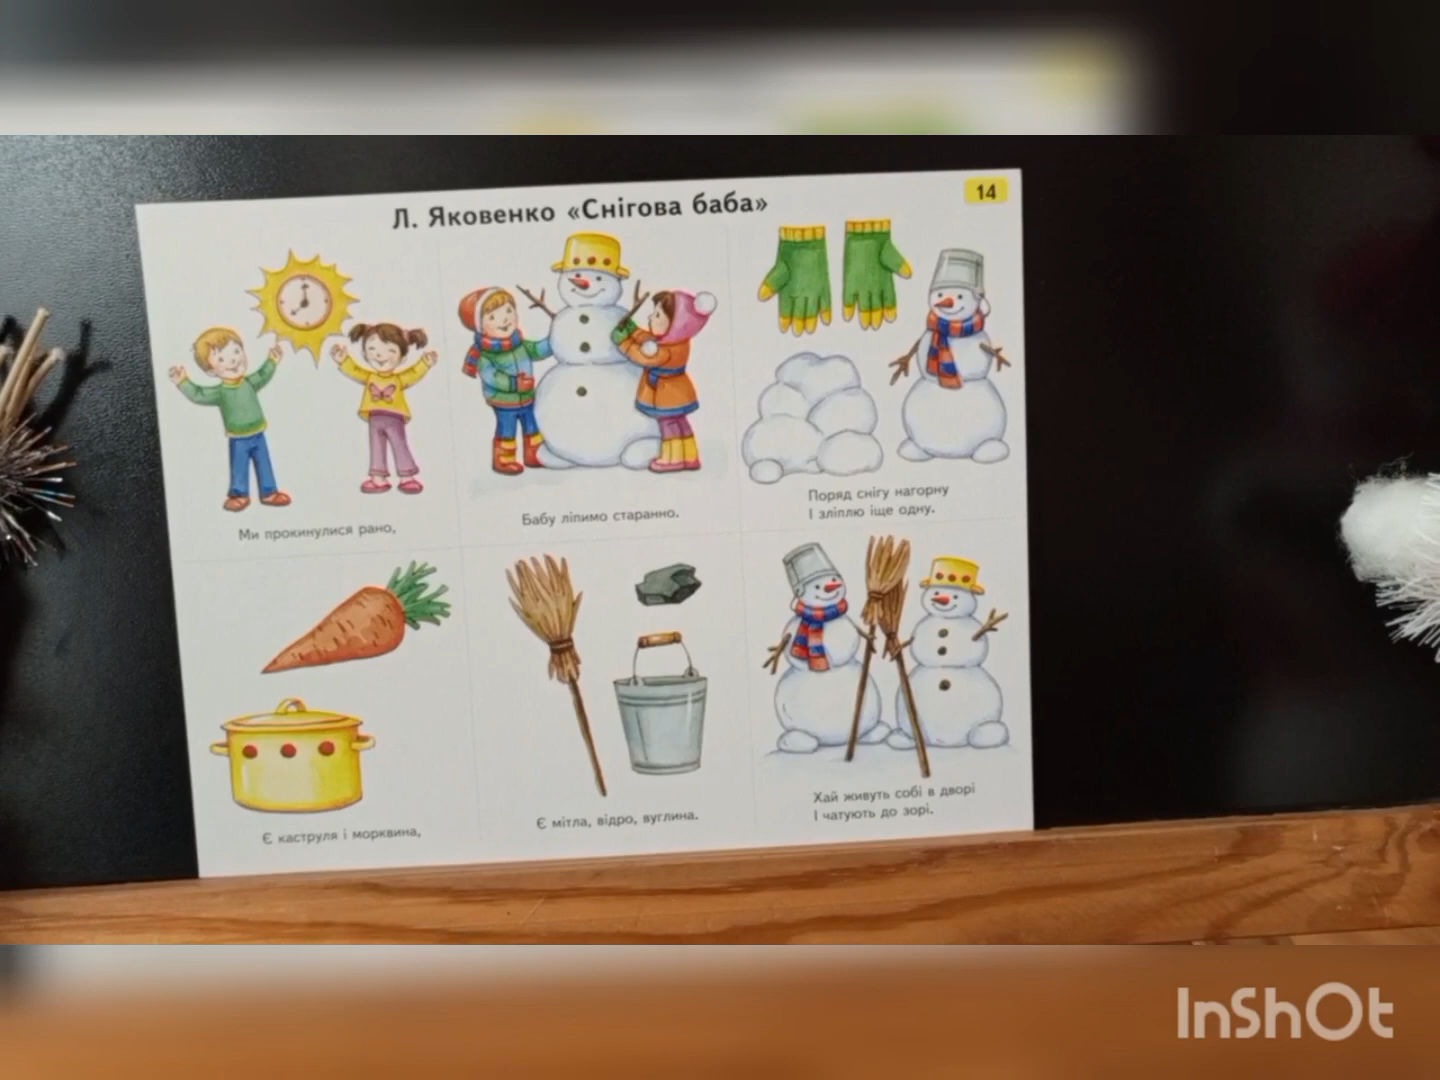 Л. Яковенко «Снігова баба»
14
Ми прокинулися рано,
Бабу ліпимо старанно.
Поряд снігу нагорну
І зліплю іще одну.
Є каструля і морквина,
Є мітла, відро, вуглина.
Хай живуть собі в дворі
І чатують до зорі.
InShOt